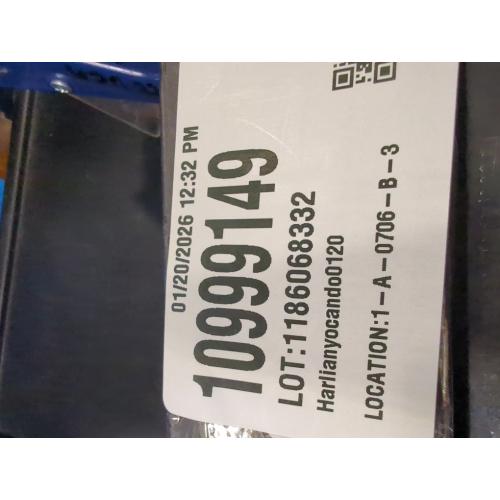 01/20/2026 12:32 PM
10999149
LOT:1186068332
Harlianyocando0120
LOCATION:1-A-0706-B-3